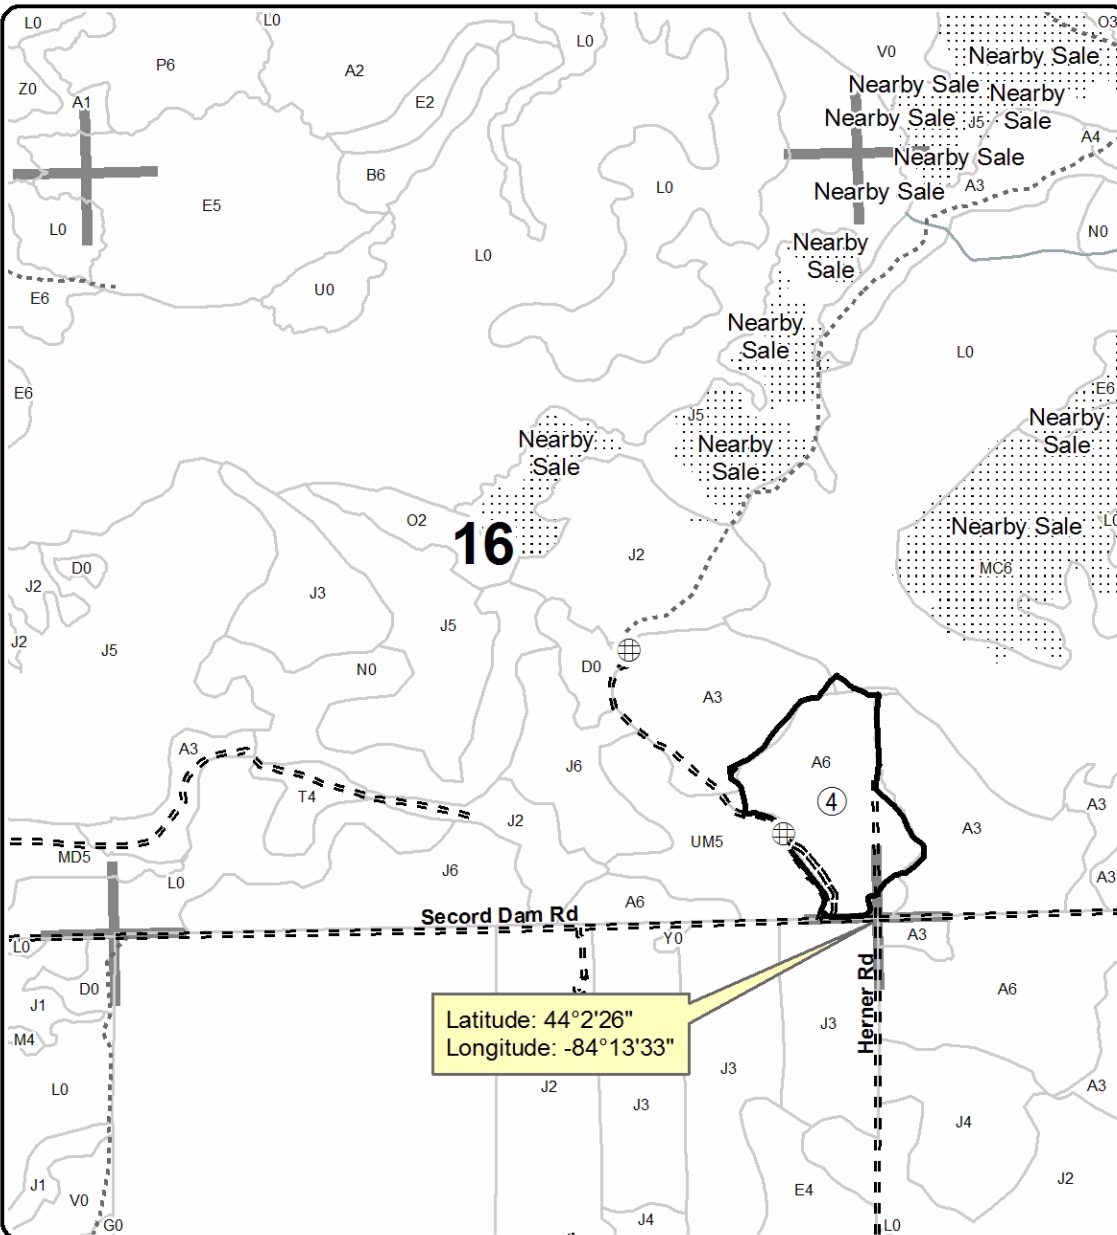 L0
L0
O3
P6
A2
L0
V0
Nearby Sale
Z0
A1
E2
Nearby Sale
Nearby
Sale
Nearby Sale
J5
A4
Nearby Sale
B6
L0
A3
Nearby Sale
E5
L0
N0
L0
Nearby
Sale
E6
U0
Nearby
Sale
L0
E6
E6
J5
Nearby
Sale
Nearby
Sale
Nearby
Sale
O2
16
Nearby Sale
L0
J2
D0
J2
J3
MC6
J2
J5
J5
N0
D0
A3
A3
A6
J6
T4
4
A3
A3
J2
MD5
UM5
L0
J6
A3
A6
Secord Dam Rd
L0
Y0
A3
D0
A6
J1
Latitude: 44°2'26"
Longitude: -84°13'33"
J3
Herner Rd
M4
J3
L0
J2
A3
J3
J4
J1
J2
V0
E4
G0
J4
L0